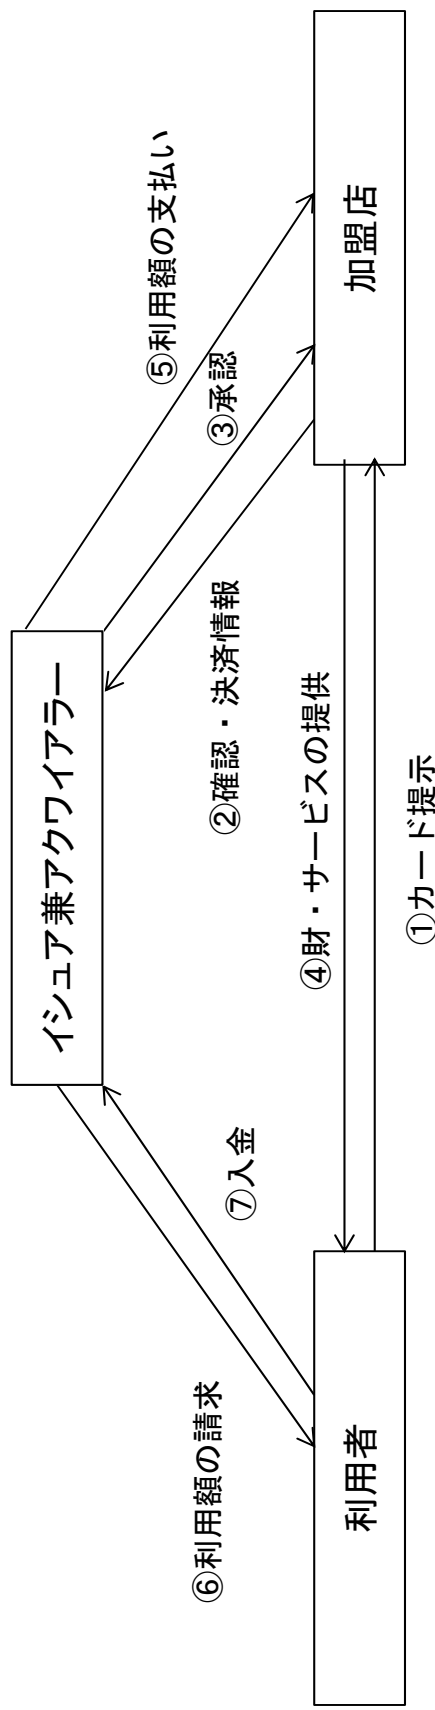 イシュア兼アクワイアラー
⑤利用額の支払い
③承認
②確認・決済情報
⑥利用額の請求
⑦入金
④財・サービスの提供
利用者
加盟店
①カード提示